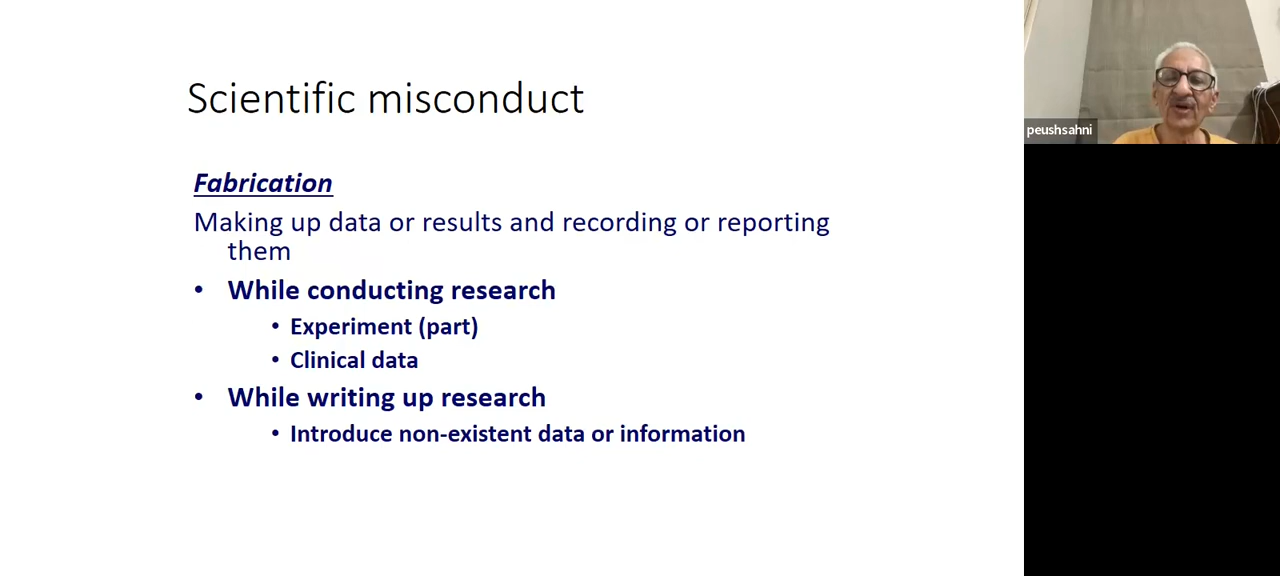 Scientific misconduct
Fabrication
Making up data or results and recording or reporting
them
• While conducting research
• Experiment (part)
• Clinical data
• While writing up research
• Introduce non-existent data or information
peushsahni